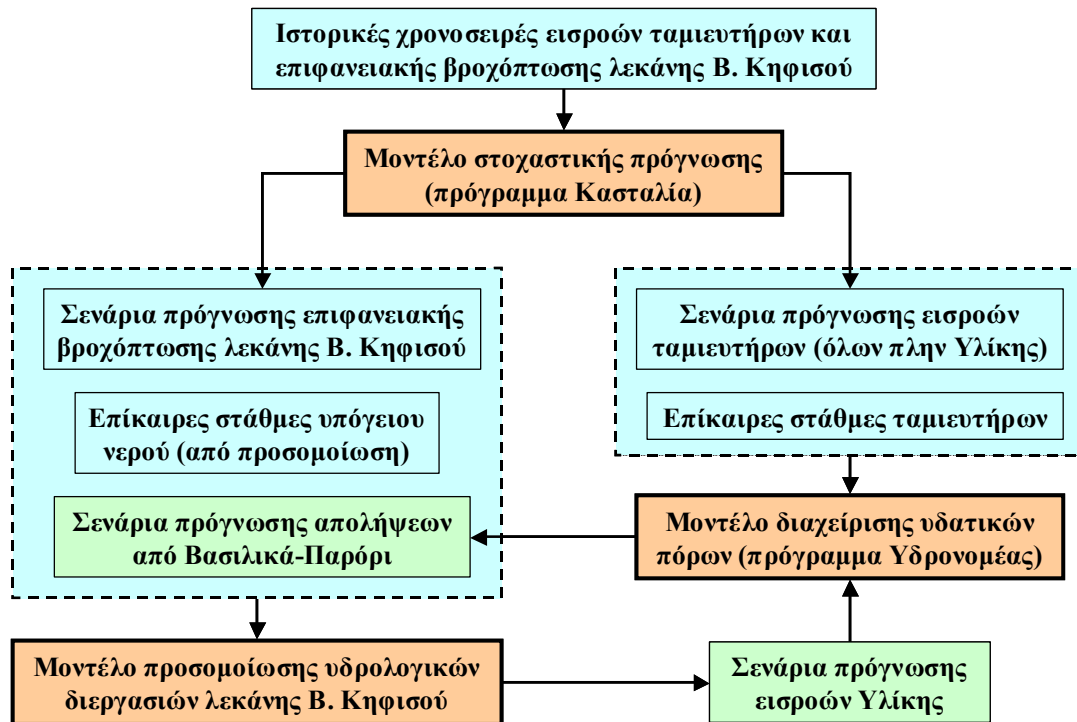 Ιστορικές χρονοσειρές εισροών ταμιευτήρων και
επιφανειακής βροχόπτωσης λεκάνης Β. Κηφισού
Μοντέλο στοχαστικής πρόγνωσης
(πρόγραμμα Κασταλία)
Σενάρια πρόγνωσης επιφανειακής
βροχόπτωσης λεκάνης Β. Κηφισού
Επίκαιρες στάθμες υπόγειου
νερού (από προσομοίωση)
Σενάρια πρόγνωσης απολήψεων
από Βασιλικά-Παρόρι
Σενάρια πρόγνωσης εισροών
ταμιευτήρων (όλων πλην Υλίκης)
Επίκαιρες στάθμες ταμιευτήρων
Μοντέλο διαχείρισης υδατικών
πόρων (πρόγραμμα Υδρονομέας)
Μοντέλο προσομοίωσης υδρολογικών
διεργασιών λεκάνης Β. Κηφισού
Σενάρια πρόγνωσης
εισροών Υλίκης